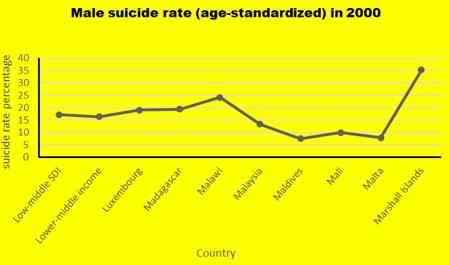 Male suicide rate (age-standardized) in 2000
suicide rate percentage
40
35
30
25
20
15
10
5
0
Low-middle SDI
Lower-middle income
Luxembourg
Madagascar
Malawi
Malaysia
Maldives
Mali
Malta
Marshall Islands
Country